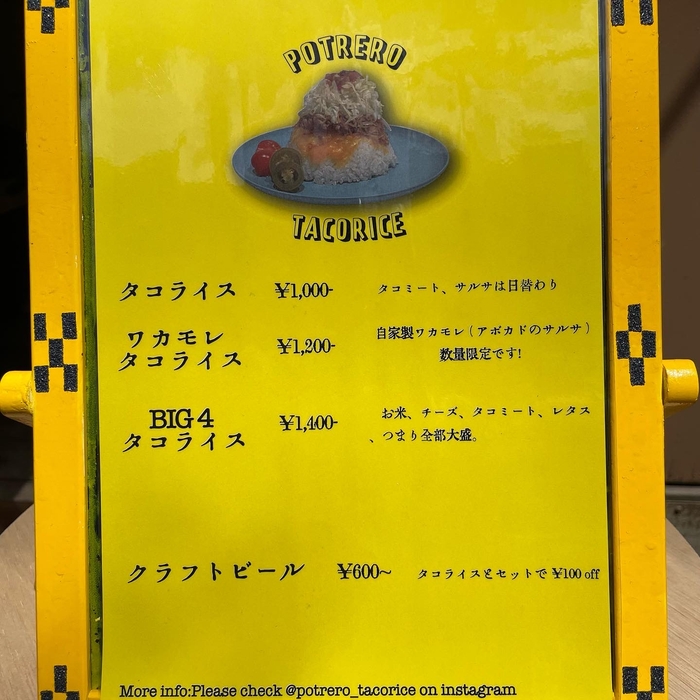 POTRERO
TACORICE
タコライス ¥1,000- タコミート、サルサは日替わり
ワカモレ
タコライス ¥1,200- 自家製ワカモレ(アボカドのサルサ)
数量限定です!
BIG4
タコライス ¥1,400- お米、チーズ、タコミート、レタス
、つまり全部大盛。
クラフトビール ¥600~ タコライスとセットで ¥100 off
More info:Please check @potrero_tacorice on instagram